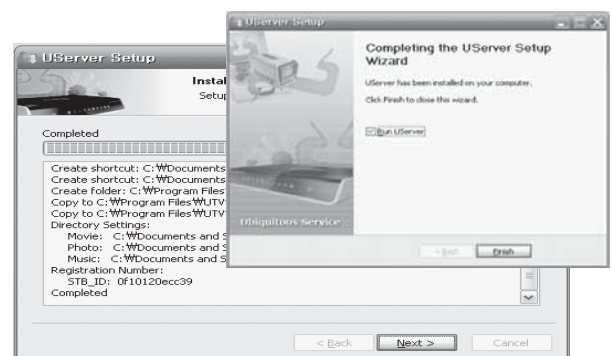 UServer Setup
Completing the UServer Setup
Wizard
UServer has been installed on your computer.
Click Finish to close this wizard.
Run UServer
Ubiquitous Service
< Back
Finish
UServer Setup
Instal
Setup
Completed
Create shortcut: C:₩Documents
Create shortcut: C:₩Documents
Create folder: C:₩Program Files
Copy to C:₩Program Files₩UTV
Copy to C:₩Program Files₩UTV
Directory Settings:
Movie: C:₩Documents and S
Photo: C:₩Documents and S
Music: C:₩Documents and S
Registration Number:
STB_ID: 0f10120ecc39
Completed
< Back
Next >
Cancel